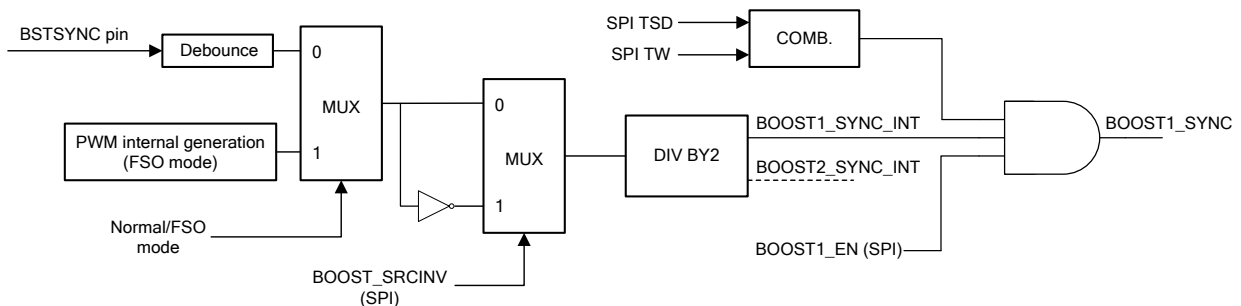 BSTSYNC pin
Debounce
0
MUX
1
PWM internal generation
(FSO mode)
Normal/FSO
mode
0
MUX
1
BOOST_SRCINV
(SPI)
SPI TSD
SPI TW
COMB.
DIV BY2
BOOST1_SYNC_INT
BOOST2_SYNC_INT
BOOST1_EN (SPI)
BOOST1_SYNC